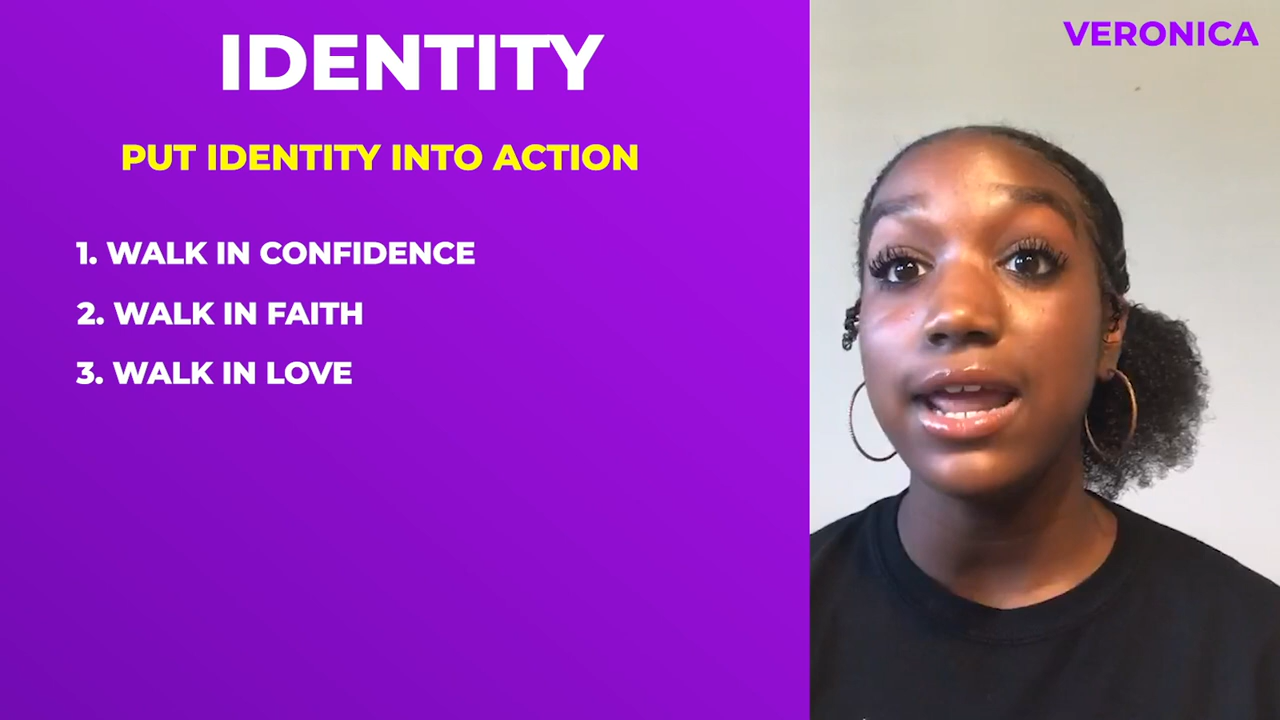 IDENTITY
PUT IDENTITY INTO ACTION
1. WALK IN CONFIDENCE
2. WALK IN FAITH
3. WALK IN LOVE
VERONICA